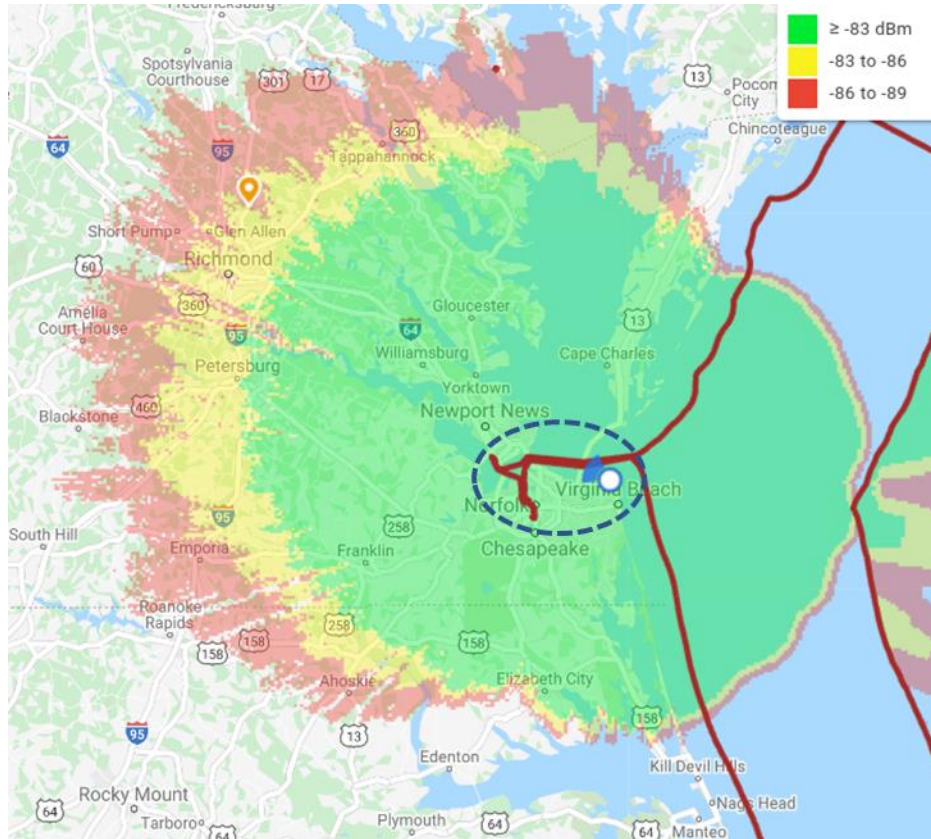 Fredericksburg
≥ -83 dBm
-83 to -86
-86 to -89
Spotsylvania
Courthouse
301
17
13
Pocom
City
Chincoteague
64
95
360
Tappahannock
Short Pump
Glen Allen
60
Richmond
360
Amelia
Court House
95
Gloucester
64
13
Williamsburg
Cape Charles
Petersburg
Yorktown
460
Blackstone
Newport News
Norfolk
Virginia Beach
95
258
Chesapeake
South Hill
Emporia
Franklin
Roanoke
Rapids
258
158
158
158
Ahoskie
Elizabeth City
158
95
13
Edenton
Kill Devil Hills
64
Rocky Mount
Nags Head
Tarboro
64
Plymouth
64
64
Manteo